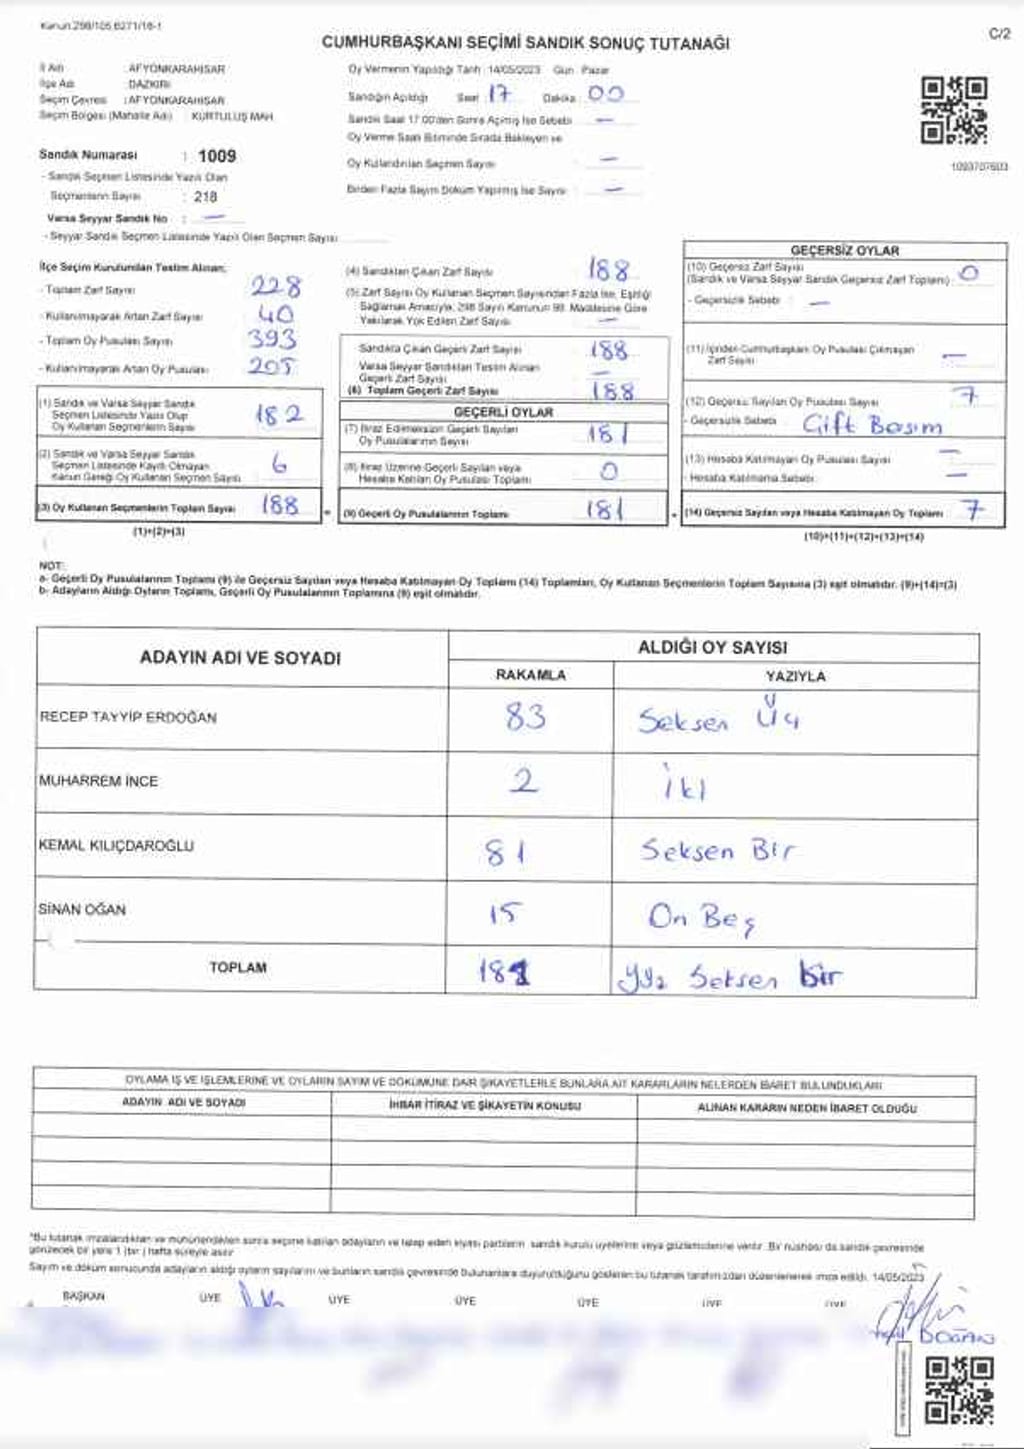 Kanun:298/105,6271/16-1
C/2
CUMHURBAŞKANI SEÇİMİ SANDIK SONUÇ TUTANAĞI
İl Adı : AFYONKARAHİSAR
İlçe Adı : DAZKIRI
Seçim Çevresi : AFYONKARAHİSAR
Seçim Bölgesi (Mahalle Adı) : KURTULUŞ MAH.
Oy Vermenin Yapıldığı Tarih : 14/05/2023 Gün : Pazar
Sandığın Açıldığı Saat : 17 Dakika : 00
Sandık Saat 17:00'den Sonra Açılmış İse Sebebi : —
Oy Verme Saati Bitiminde Sırada Bekleyen ve
Oy Kullandırılan Seçmen Sayısı : —
Birden Fazla Sayım Döküm Yapılmış İse Sayısı : —
1093707603
Sandık Numarası : 1009
- Sandık Seçmen Listesinde Yazılı Olan
Seçmenlerin Sayısı : 218
Varsa Seyyar Sandık No : —
- Seyyar Sandık Seçmen Listesinde Yazılı Olan Seçmen Sayısı
İlçe Seçim Kurulundan Teslim Alınan;
- Toplam Zarf Sayısı : 228
- Kullanılmayarak Artan Zarf Sayısı : 40
- Toplam Oy Pusulası Sayısı : 393
- Kullanılmayarak Artan Oy Pusulası : 205
(1) Sandık ve Varsa Seyyar Sandık
Seçmen Listesinde Yazılı Olup
Oy Kullanan Seçmenlerin Sayısı 182
(2) Sandık ve Varsa Seyyar Sandık
Seçmen Listesinde Kayıtlı Olmayan
Kanun Gereği Oy Kullanan Seçmen Sayısı 6
(3) Oy Kullanan Seçmenlerin Toplam Sayısı 188
(1)+(2)=(3)
(4) Sandıktan Çıkan Zarf Sayısı 188
(5) Zarf Sayısı Oy Kullanan Seçmen Sayısından Fazla İse, Eşitliği
Sağlamak Amacıyla, 298 Sayılı Kanunun 98. Maddesine Göre
Yakılarak Yok Edilen Zarf Sayısı —
Sandıkta Çıkan Geçerli Zarf Sayısı 188
Varsa Seyyar Sandıktan Teslim Alınan
Geçerli Zarf Sayısı —
(6) Toplam Geçerli Zarf Sayısı 188
GEÇERLİ OYLAR
(7) İtiraz Edilmeksizin Geçerli Sayılan
Oy Pusulalarının Sayısı 181
(8) İtiraz Üzerine Geçerli Sayılan veya
Hesaba Katılan Oy Pusulası Toplamı 0
= (9) Geçerli Oy Pusulalarının Toplamı 181
GEÇERSİZ OYLAR
(10) Geçersiz Zarf Sayısı
(Sandık ve Varsa Seyyar Sandık Geçersiz Zarf Toplamı) 0
- Geçersizlik Sebebi : —
(11) İçinden Cumhurbaşkanı Oy Pusulası Çıkmayan
Zarf Sayısı —
(12) Geçersiz Sayılan Oy Pusulası Sayısı 7
- Geçersizlik Sebebi : Çift Basım
(13) Hesaba Katılmayan Oy Pusulası Sayısı —
- Hesaba Katılmama Sebebi : —
+ (14) Geçersiz Sayılan veya Hesaba Katılmayan Oy Toplamı 7
(10)+(11)+(12)+(13)=(14)
NOT:
a- Geçerli Oy Pusulalarının Toplamı (9) ile Geçersiz Sayılan veya Hesaba Katılmayan Oy Toplamı (14) Toplamları, Oy Kullanan Seçmenlerin Toplam Sayısına (3) eşit olmalıdır. (9)+(14)=(3)
b- Adayların Aldığı Oyların Toplamı, Geçerli Oy Pusulalarının Toplamına (9) eşit olmalıdır.
ADAYIN ADI VE SOYADI ALDIĞI OY SAYISI
RAKAMLA YAZIYLA
RECEP TAYYİP ERDOĞAN 83 Seksen Üç
MUHARREM İNCE 2 İki
KEMAL KILIÇDAROĞLU 81 Seksen Bir
SİNAN OĞAN 15 On Beş
TOPLAM 181 Yüz Seksen bir
OYLAMA İŞ VE İŞLEMLERİNE VE OYLARIN SAYIM VE DÖKÜMÜNE DAİR ŞİKAYETLERLE BUNLARA AİT KARARLARIN NELERDEN İBARET BULUNDUKLARI
ADAYIN ADI VE SOYADI İHBAR İTİRAZ VE ŞİKAYETİN KONUSU ALINAN KARARIN NEDEN İBARET OLDUĞU
*Bu tutanak imzalandıktan ve mühürlendikten sonra seçime katılan adayların ve talep eden siyasi partilerin sandık kurulu üyelerine veya gözlemcilerine verilir. Bir nüshası da sandık çevresinde
görülecek bir yere 1 (bir ) hafta süreyle asılır
Sayım ve döküm sonucunda adayların aldığı oyların sayılarını ve bunların sandık çevresinde bulunanlara duyurulduğunu gösteren bu tutanak tarafımızdan düzenlenerek imza edildi. 14/05/2023
BAŞKAN ÜYE ÜYE ÜYE ÜYE ÜYE ÜYE
DOĞAN